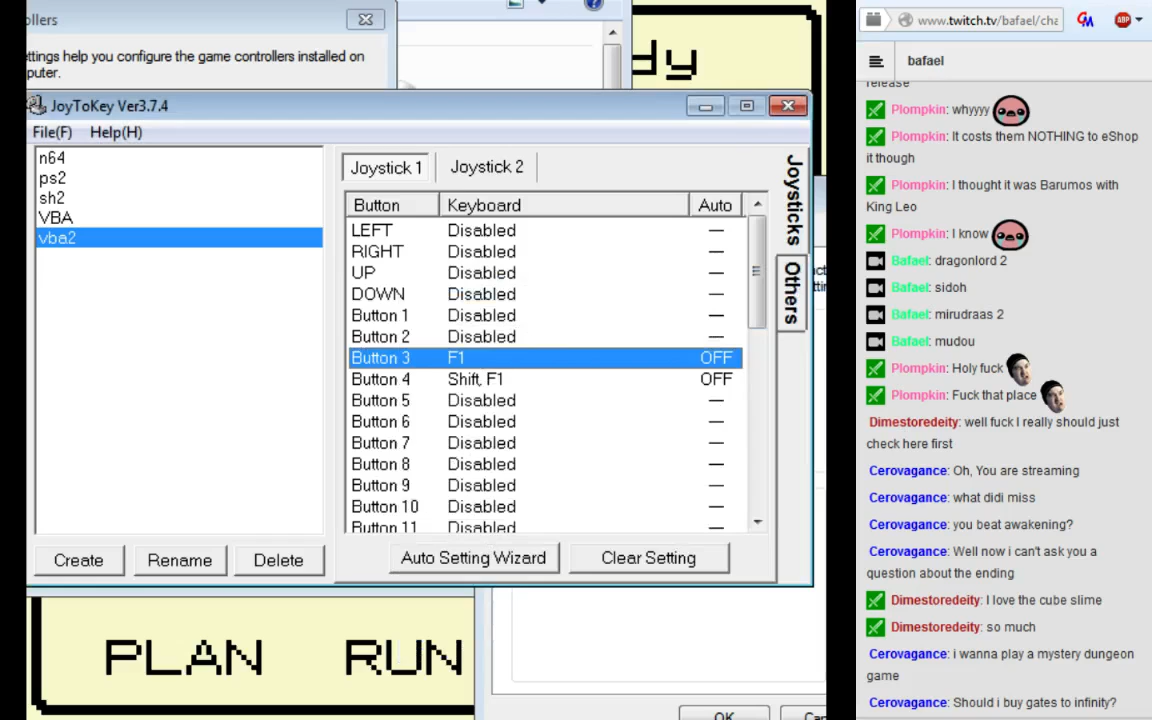 ollers
ettings help you configure the game controllers installed on
puter.
dy
JoyToKey Ver3.7.4
File(F) Help(H)
n64
ps2
sh2
VBA
vba2
Create Rename Delete
Joystick 1 Joystick 2
Button Keyboard Auto
LEFT Disabled —
RIGHT Disabled —
UP Disabled —
DOWN Disabled —
Button 1 Disabled —
Button 2 Disabled —
Button 3 F1 OFF
Button 4 Shift, F1 OFF
Button 5 Disabled —
Button 6 Disabled —
Button 7 Disabled —
Button 8 Disabled —
Button 9 Disabled —
Button 10 Disabled —
Button 11 Disabled —
Auto Setting Wizard Clear Setting
Joysticks
Others
PLAN RUN
OK Can
www.twitch.tv/bafael/cha
GM
ABP
bafael
release
Plompkin: whyyyy
Plompkin: It costs them NOTHING to eShop
it though
Plompkin: I thought it was Barumos with
King Leo
Plompkin: I know
Bafael: dragonlord 2
Bafael: sidoh
Bafael: mirudraas 2
Bafael: mudou
Plompkin: Holy fuck
Plompkin: Fuck that place
Dimestoredeity: well fuck I really should just
check here first
Cerovagance: Oh, You are streaming
Cerovagance: what didi miss
Cerovagance: you beat awakening?
Cerovagance: Well now i can't ask you a
question about the ending
Dimestoredeity: I love the cube slime
Dimestoredeity: so much
Cerovagance: i wanna play a mystery dungeon
game
Cerovagance: Should i buy gates to infinity?